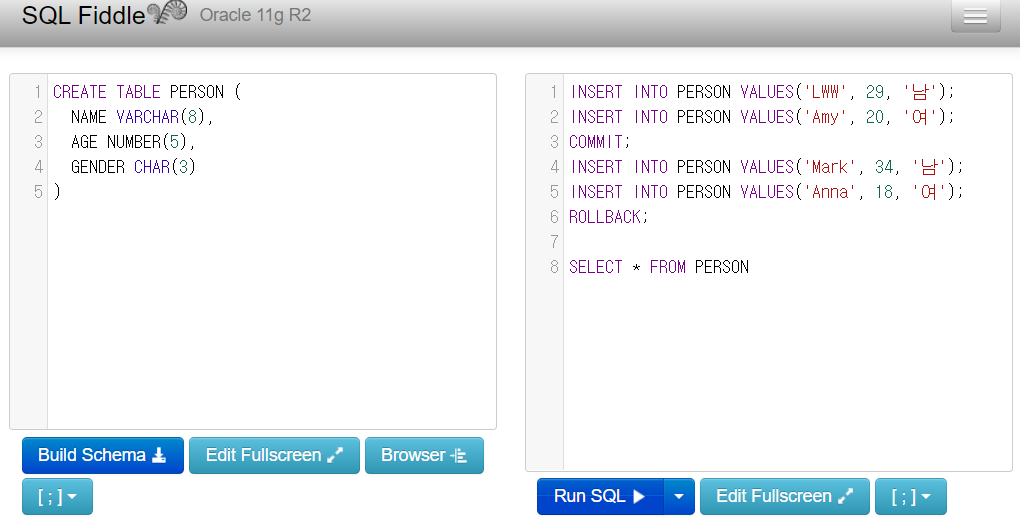 SQL Fiddle Oracle 11g R2
1 CREATE TABLE PERSON (
2 NAME VARCHAR(8),
3 AGE NUMBER(5),
4 GENDER CHAR(3)
5 )
Build Schema Edit Fullscreen Browser
[ ; ]
1 INSERT INTO PERSON VALUES('LWW', 29, '남');
2 INSERT INTO PERSON VALUES('Amy', 20, '여');
3 COMMIT;
4 INSERT INTO PERSON VALUES('Mark', 34, '남');
5 INSERT INTO PERSON VALUES('Anna', 18, '여');
6 ROLLBACK;
7
8 SELECT * FROM PERSON
Run SQL Edit Fullscreen [ ; ]